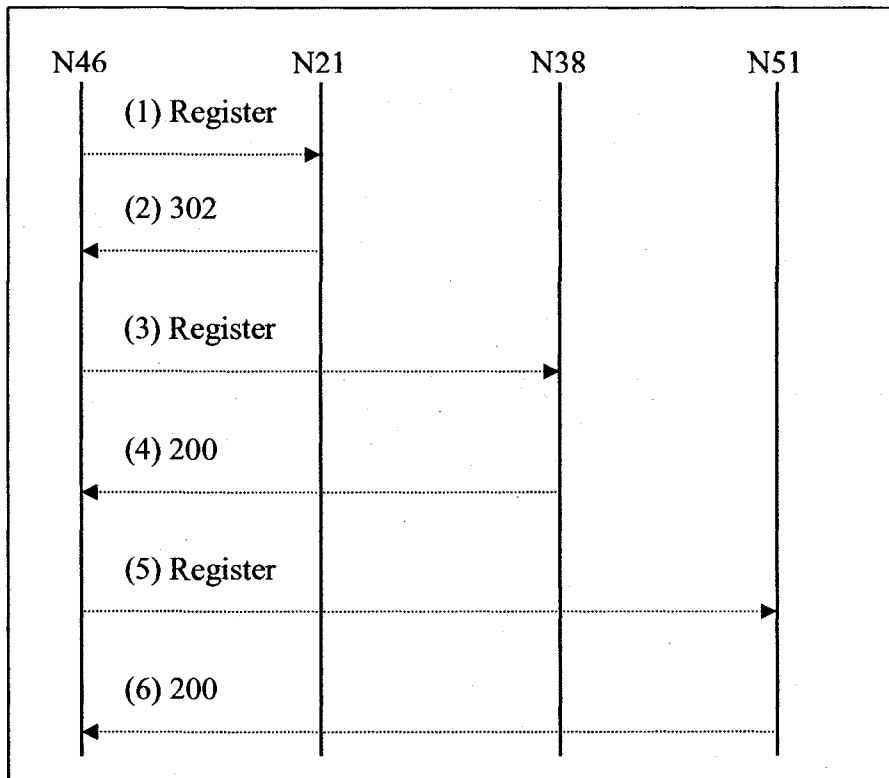 N46 N21 N38 N51
(1) Register
(2) 302
(3) Register
(4) 200
(5) Register
(6) 200